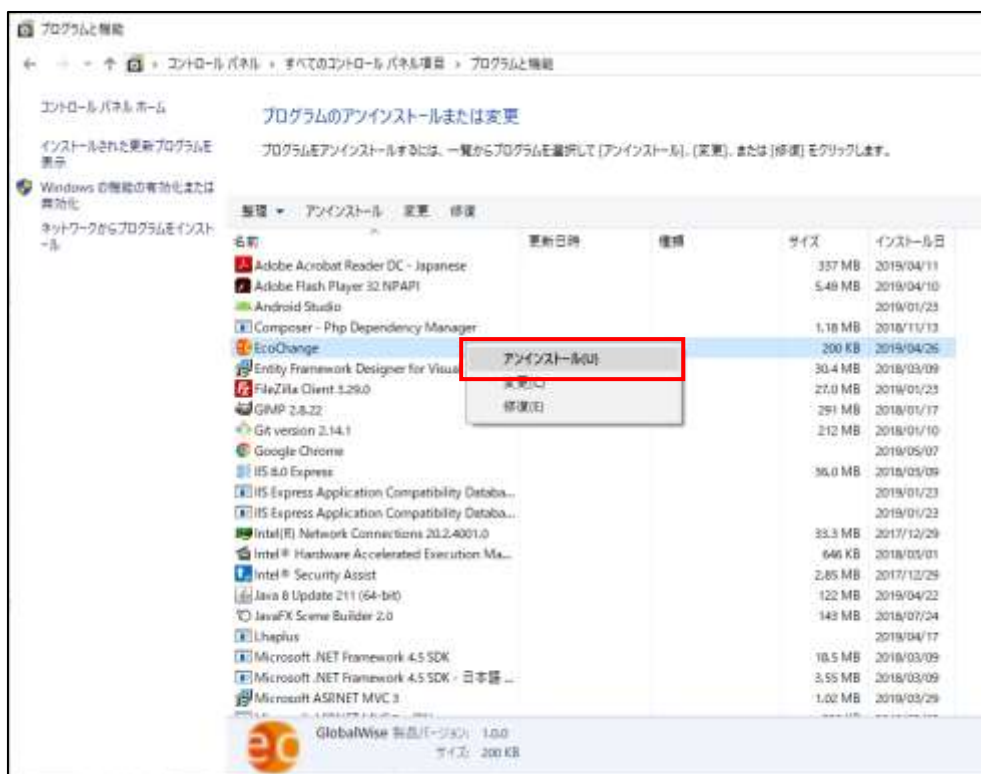 プログラムと機能
コントロール パネル › すべてのコントロール パネル項目 › プログラムと機能
コントロール パネル ホーム
インストールされた更新プログラムを
表示
Windows の機能の有効化または
無効化
ネットワークからプログラムをインスト
ール
プログラムのアンインストールまたは変更
プログラムをアンインストールするには、一覧からプログラムを選択して [アンインストール]、[変更]、または [修復] をクリックします。
整理 アンインストール 変更 修復
名前 更新日時 種類 サイズ インストール日
Adobe Acrobat Reader DC - Japanese 337 MB 2019/04/11
Adobe Flash Player 32 NPAPI 5.49 MB 2019/04/10
Android Studio 2019/01/23
Composer - Php Dependency Manager 1.18 MB 2018/11/13
EcoChange 200 KB 2019/04/26
アンインストール(U)
Entity Framework Designer for Visua 30.4 MB 2018/03/09
変更(C)
FileZilla Client 3.29.0 27.0 MB 2019/01/23
修復(E)
GIMP 2.8.22 291 MB 2018/01/17
Git version 2.14.1 212 MB 2018/01/10
Google Chrome 2019/05/07
IIS 8.0 Express 36.0 MB 2018/03/09
IIS Express Application Compatibility Databa... 2019/01/23
IIS Express Application Compatibility Databa... 2019/01/23
Intel(R) Network Connections 20.2.4001.0 33.3 MB 2017/12/29
Intel® Hardware Accelerated Execution Ma... 646 KB 2018/03/01
Intel® Security Assist 2.85 MB 2017/12/29
Java 8 Update 211 (64-bit) 122 MB 2019/04/22
JavaFX Scene Builder 2.0 143 MB 2018/07/24
Lhaplus 2019/04/17
Microsoft .NET Framework 4.5 SDK 18.5 MB 2018/03/09
Microsoft .NET Framework 4.5 SDK - 日本語 ... 3.55 MB 2018/03/09
Microsoft ASP.NET MVC 3 1.02 MB 2019/03/29
GlobalWise 製品バージョン: 1.0.0
サイズ: 200 KB